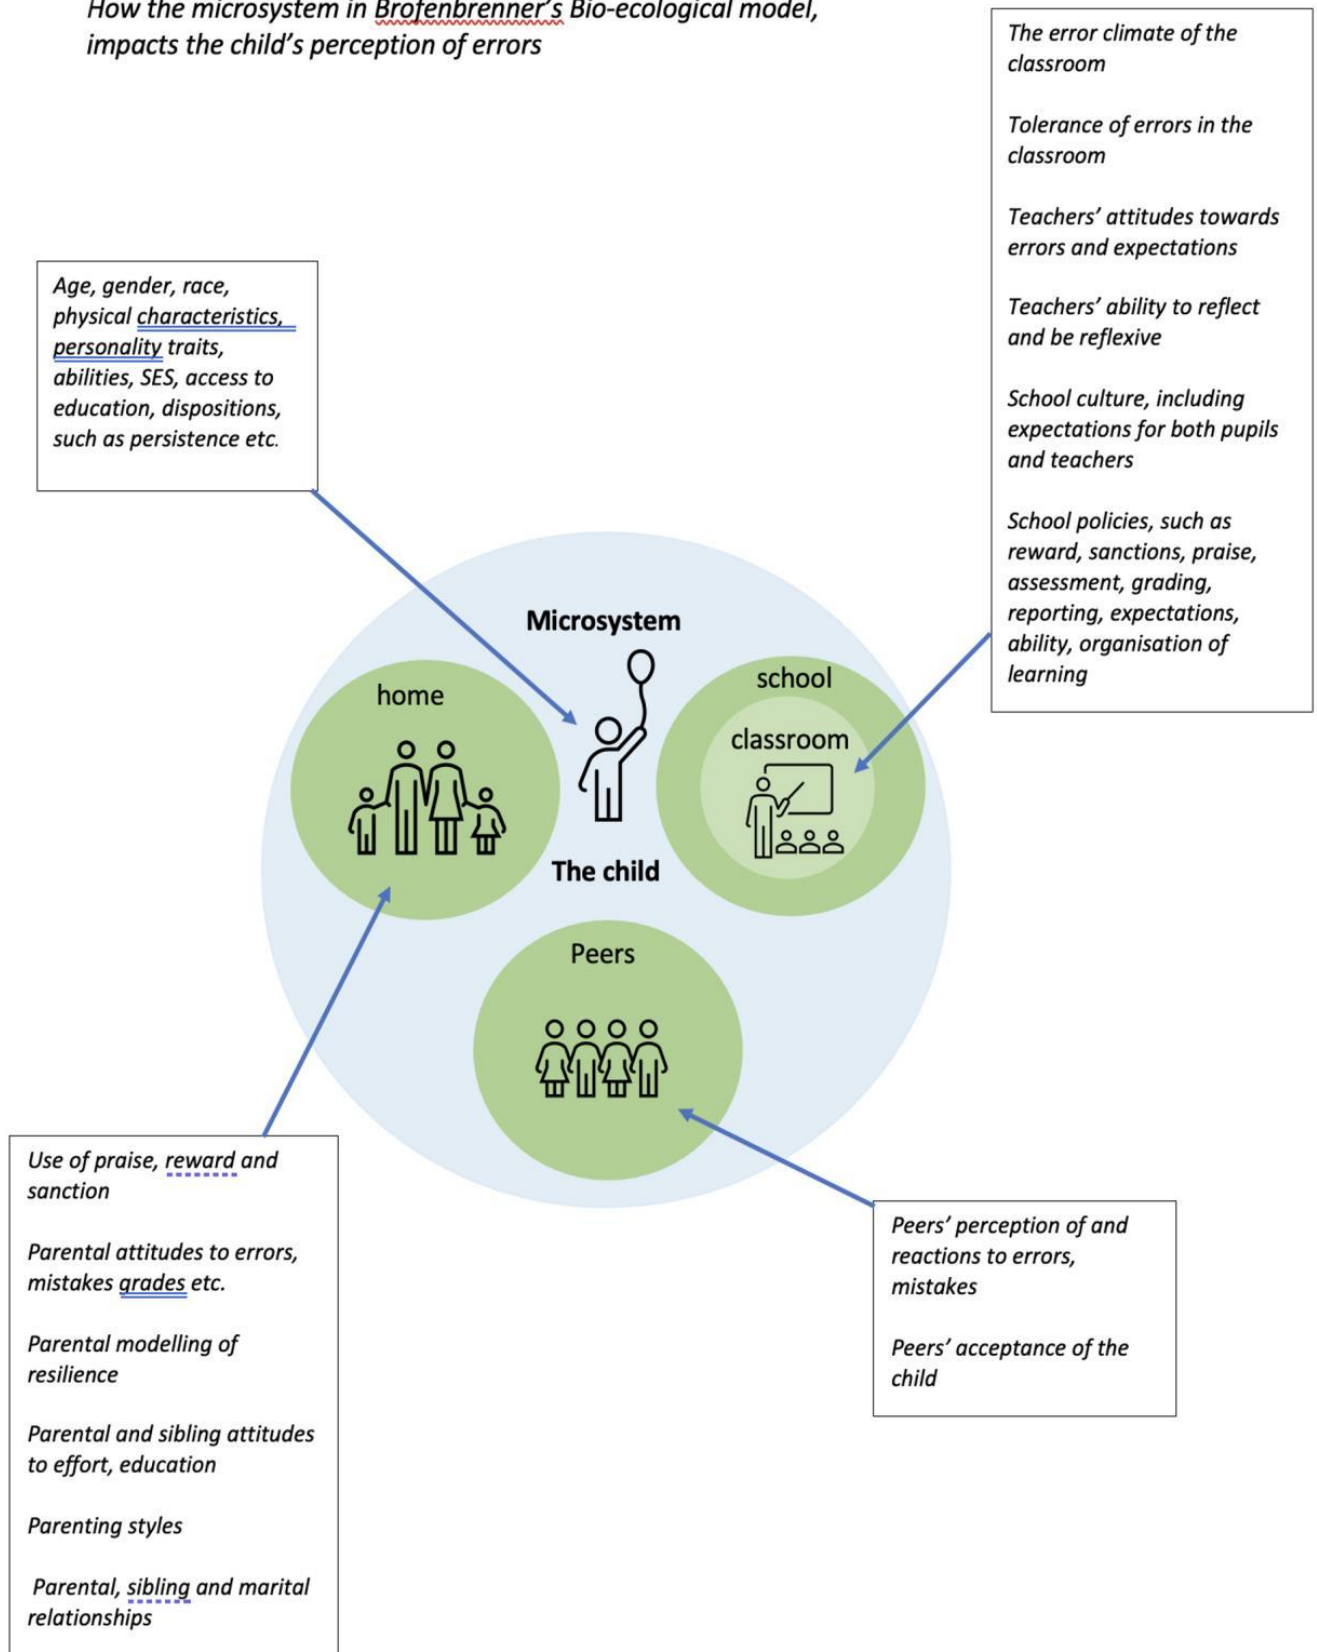 How the microsystem in Brofenbrenner's Bio-ecological model,
impacts the child's perception of errors
The error climate of the
classroom
Tolerance of errors in the
classroom
Teachers' attitudes towards
errors and expectations
Teachers' ability to reflect
and be reflexive
School culture, including
expectations for both pupils
and teachers
School policies, such as
reward, sanctions, praise,
assessment, grading,
reporting, expectations,
ability, organisation of
learning
Age, gender, race,
physical characteristics,
personality traits,
abilities, SES, access to
education, dispositions,
such as persistence etc.
Microsystem
home
school
classroom
The child
Peers
Use of praise, reward and
sanction
Parental attitudes to errors,
mistakes grades etc.
Parental modelling of
resilience
Parental and sibling attitudes
to effort, education
Parenting styles
Parental, sibling and marital
relationships
Peers' perception of and
reactions to errors,
mistakes
Peers' acceptance of the
child